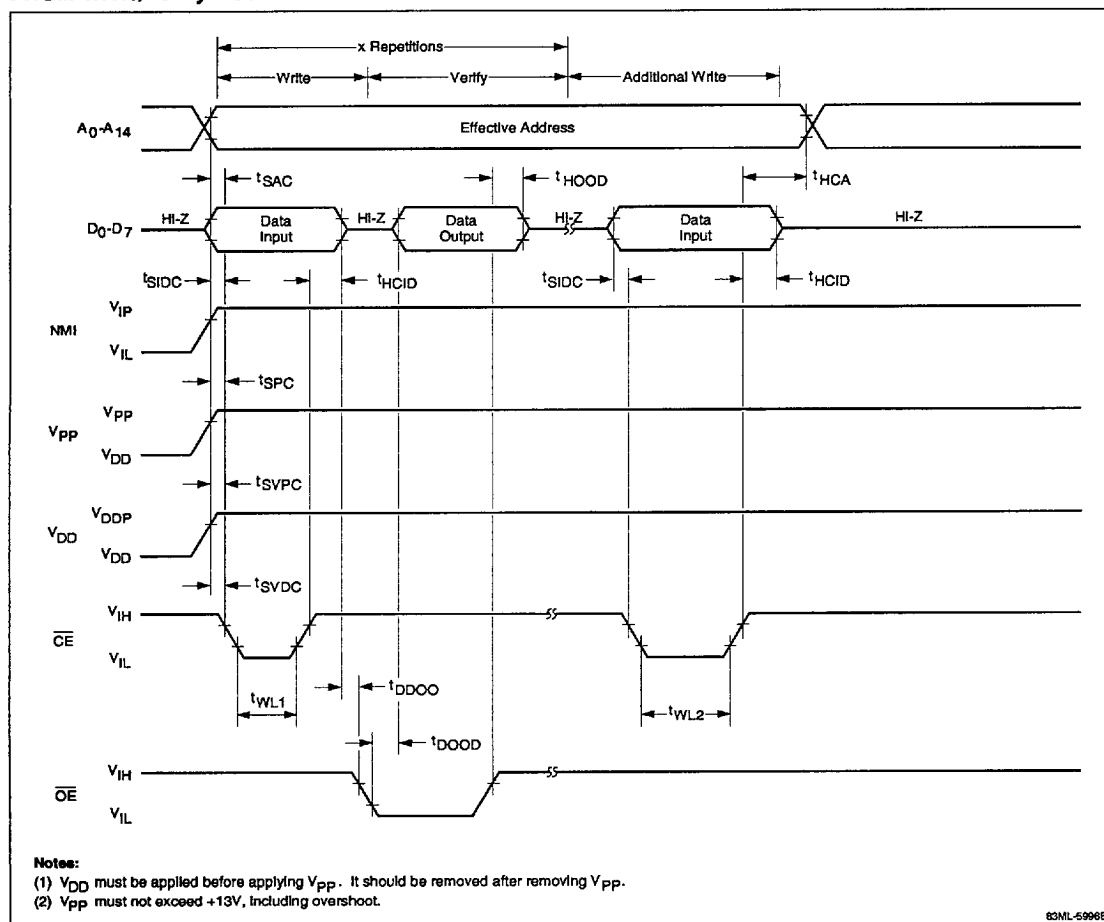 x Repetitions
Write
Verify
Additional Write
A0-A14
Effective Address
tSAC
tHOOD
tHCA
D0-D7
HI-Z
Data
Input
HI-Z
Data
Output
HI-Z
Data
Input
HI-Z
tSIDC
tHCID
tSIDC
tHCID
NMI
VIP
VIL
tSPC
VPP
VPP
VDD
tSVPC
VDD
VDDP
VDD
tSVDC
CE
VIH
VIL
tWL1
tDDOO
tWL2
tDOOD
OE
VIH
VIL
Notes:
(1) VDD must be applied before applying VPP. It should be removed after removing VPP.
(2) VPP must not exceed +13V, including overshoot.